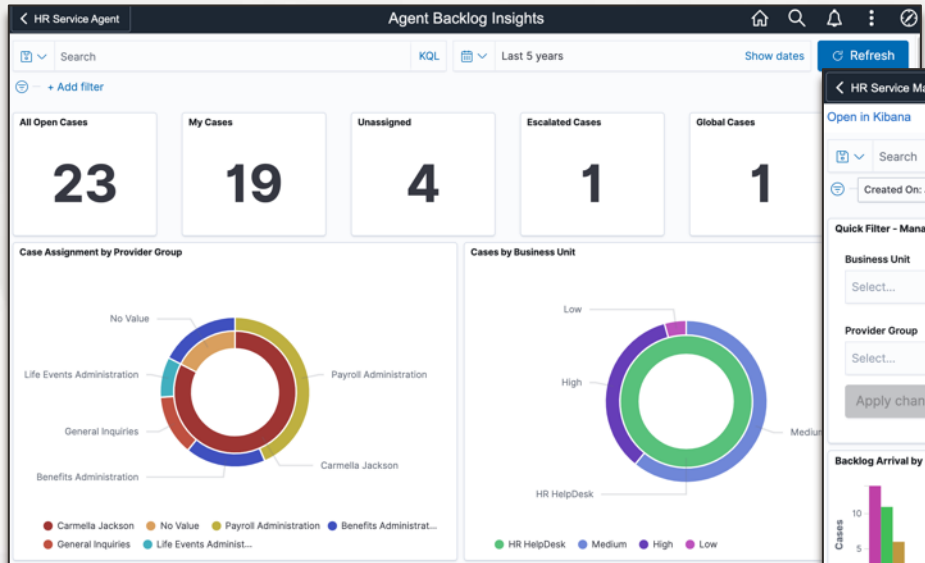 HR Service Agent
Agent Backlog Insights
Search
KQL
Last 5 years
Show dates
Refresh
+ Add filter
All Open Cases
23
My Cases
19
Unassigned
4
Escalated Cases
1
Global Cases
1
Case Assignment by Provider Group
No Value
Life Events Administration
Payroll Administration
General Inquiries
Carmella Jackson
Benefits Administration
Carmella Jackson
No Value
Payroll Administration
Benefits Administrat...
General Inquiries
Life Events Administ...
Cases by Business Unit
Low
High
Medium
HR HelpDesk
HR HelpDesk
Medium
High
Low
HR Service Ma
Open in Kibana
Search
Created On:
Quick Filter - Mana
Business Unit
Select...
Provider Group
Select...
Apply chan
Backlog Arrival by
Cases
10
5